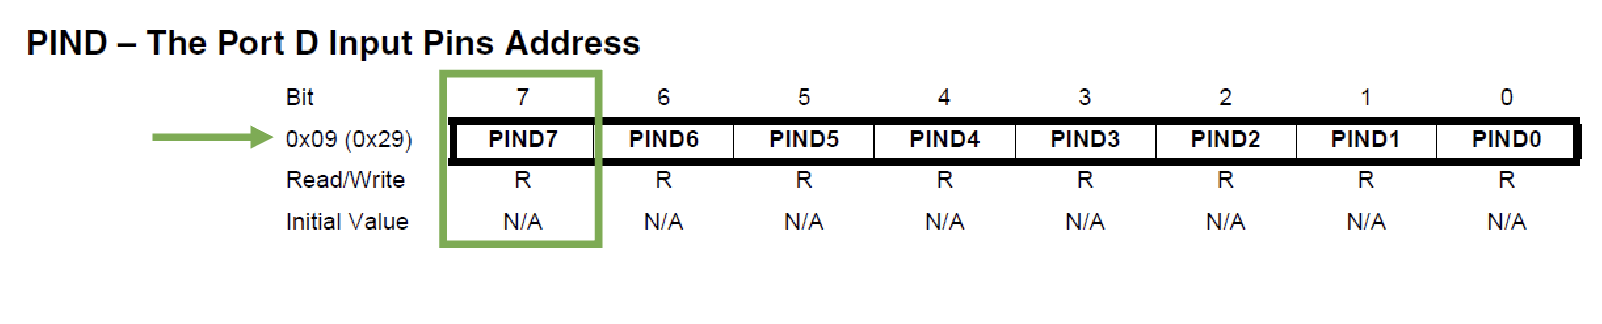 PIND – The Port D Input Pins Address
Bit 7 6 5 4 3 2 1 0
0x09 (0x29) PIND7 PIND6 PIND5 PIND4 PIND3 PIND2 PIND1 PIND0
Read/Write R R R R R R R R
Initial Value N/A N/A N/A N/A N/A N/A N/A N/A